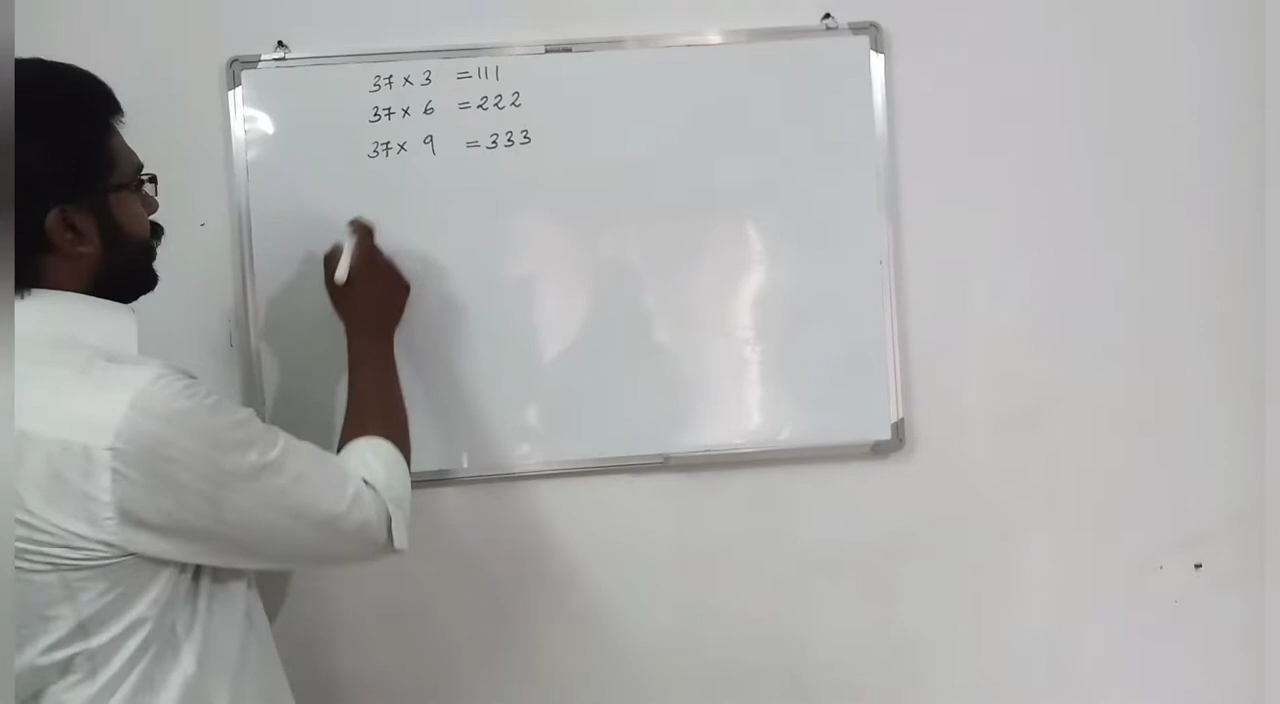 37 × 3 = 111
37 × 6 = 222
37 × 9 = 333